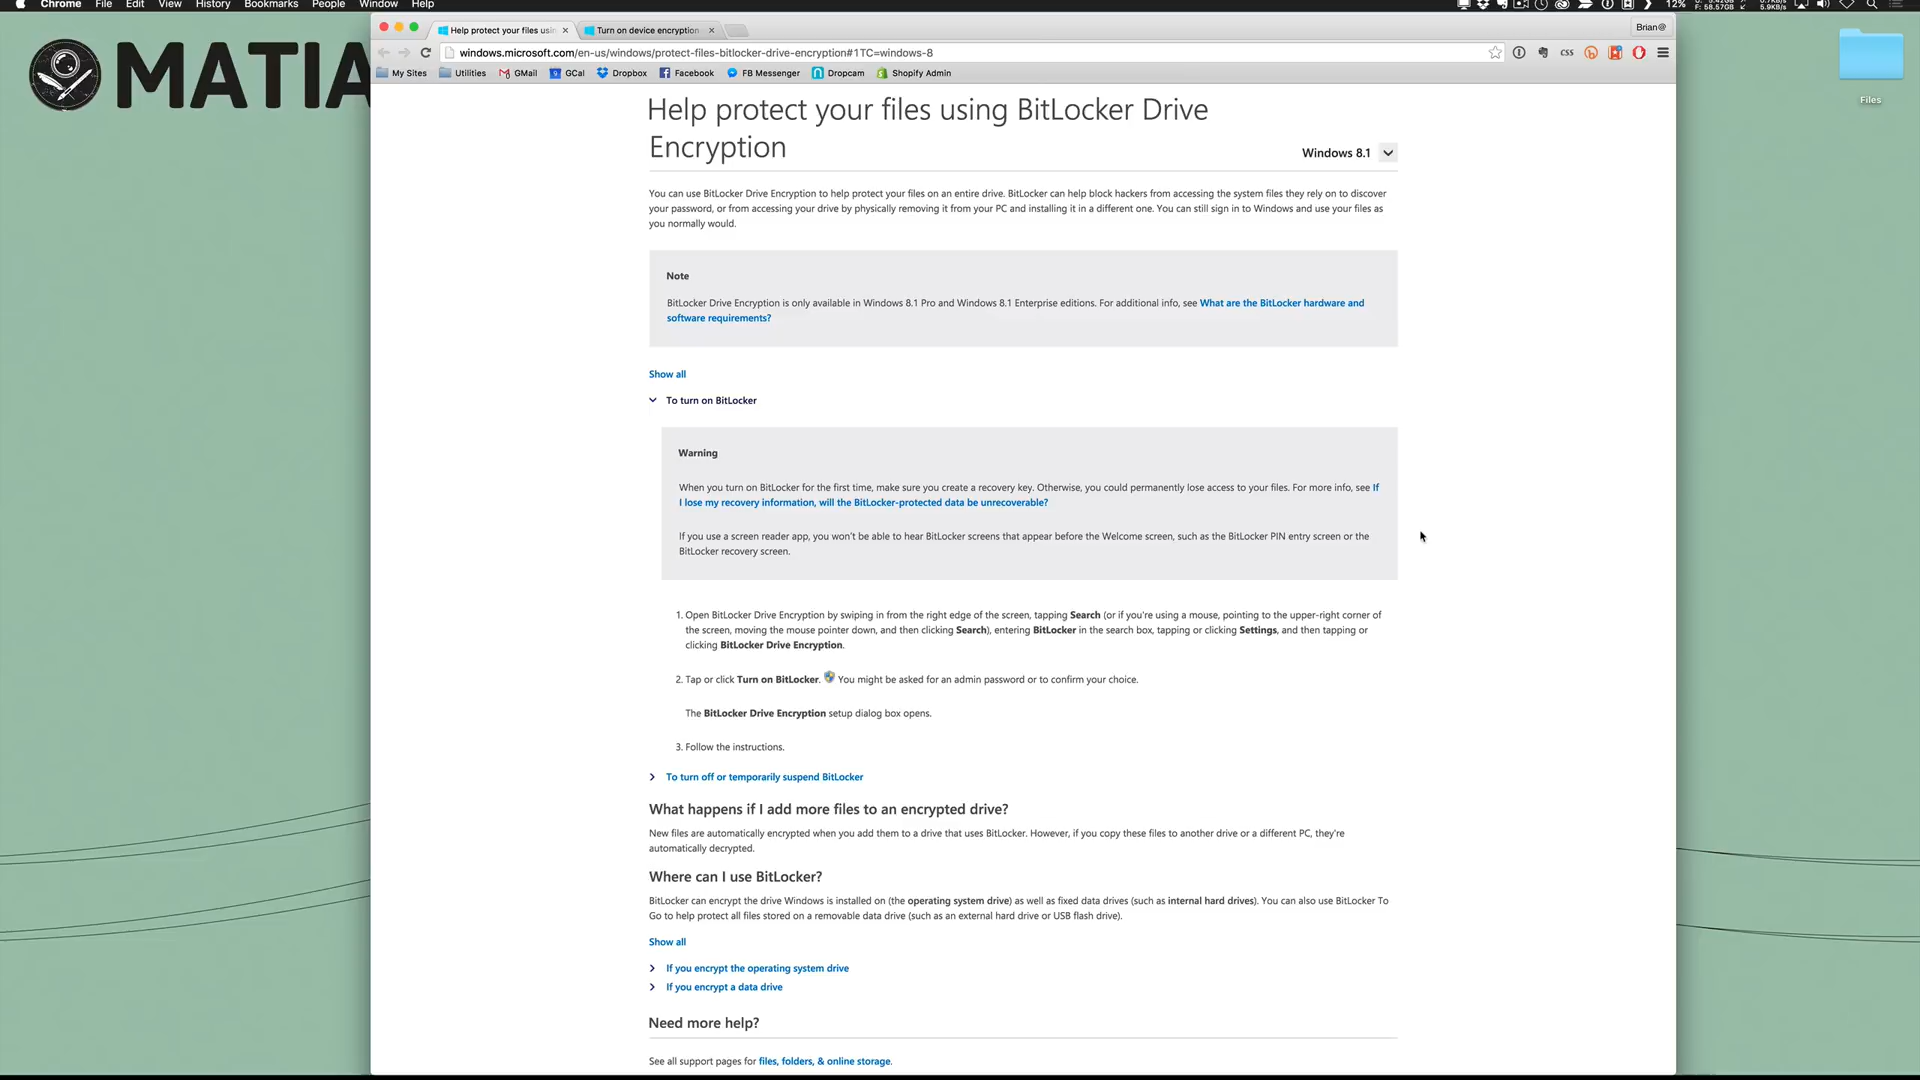 Chrome File Edit View History Bookmarks People Window Help
12%
MATIA
Files
Help protect your files usin
Turn on device encryption
Brian@
windows.microsoft.com/en-us/windows/protect-files-bitlocker-drive-encryption#1TC=windows-8
My Sites Utilities GMail GCal Dropbox Facebook FB Messenger Dropcam Shopify Admin
Help protect your files using BitLocker Drive
Encryption
Windows 8.1
You can use BitLocker Drive Encryption to help protect your files on an entire drive. BitLocker can help block hackers from accessing the system files they rely on to discover
your password, or from accessing your drive by physically removing it from your PC and installing it in a different one. You can still sign in to Windows and use your files as
you normally would.
Note
BitLocker Drive Encryption is only available in Windows 8.1 Pro and Windows 8.1 Enterprise editions. For additional info, see What are the BitLocker hardware and
software requirements?
Show all
To turn on BitLocker
Warning
When you turn on BitLocker for the first time, make sure you create a recovery key. Otherwise, you could permanently lose access to your files. For more info, see If
I lose my recovery information, will the BitLocker-protected data be unrecoverable?
If you use a screen reader app, you won't be able to hear BitLocker screens that appear before the Welcome screen, such as the BitLocker PIN entry screen or the
BitLocker recovery screen.
1. Open BitLocker Drive Encryption by swiping in from the right edge of the screen, tapping Search (or if you're using a mouse, pointing to the upper-right corner of
the screen, moving the mouse pointer down, and then clicking Search), entering BitLocker in the search box, tapping or clicking Settings, and then tapping or
clicking BitLocker Drive Encryption.
2. Tap or click Turn on BitLocker. You might be asked for an admin password or to confirm your choice.
The BitLocker Drive Encryption setup dialog box opens.
3. Follow the instructions.
To turn off or temporarily suspend BitLocker
What happens if I add more files to an encrypted drive?
New files are automatically encrypted when you add them to a drive that uses BitLocker. However, if you copy these files to another drive or a different PC, they're
automatically decrypted.
Where can I use BitLocker?
BitLocker can encrypt the drive Windows is installed on (the operating system drive) as well as fixed data drives (such as internal hard drives). You can also use BitLocker To
Go to help protect all files stored on a removable data drive (such as an external hard drive or USB flash drive).
Show all
If you encrypt the operating system drive
If you encrypt a data drive
Need more help?
See all support pages for files, folders, & online storage.